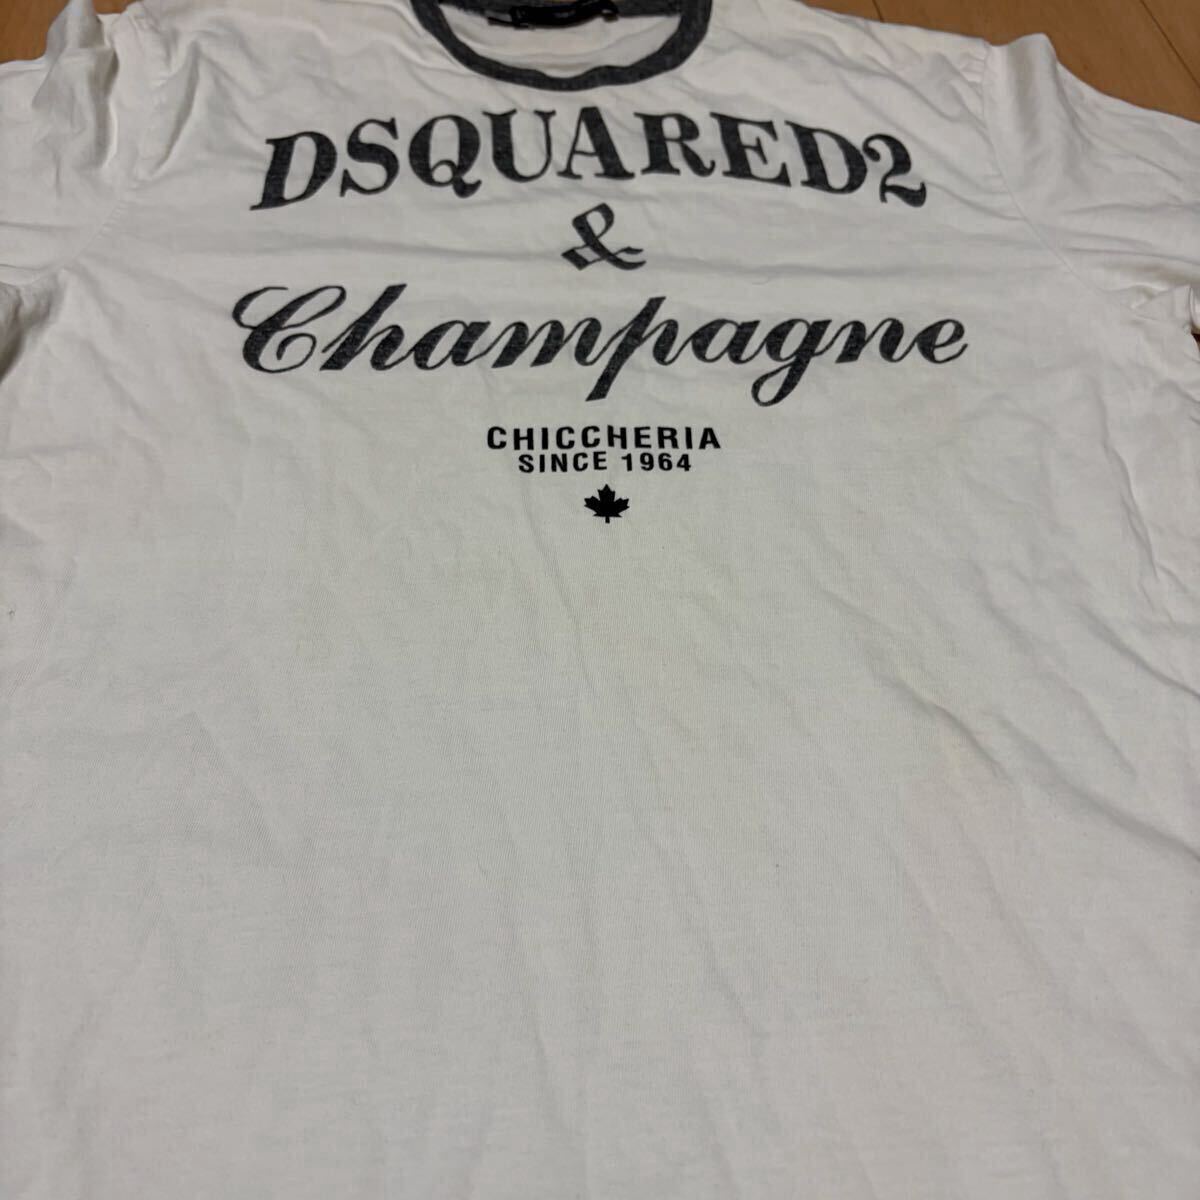 DSQUARED2
&
Champagne
CHICCHERIA
SINCE 1964